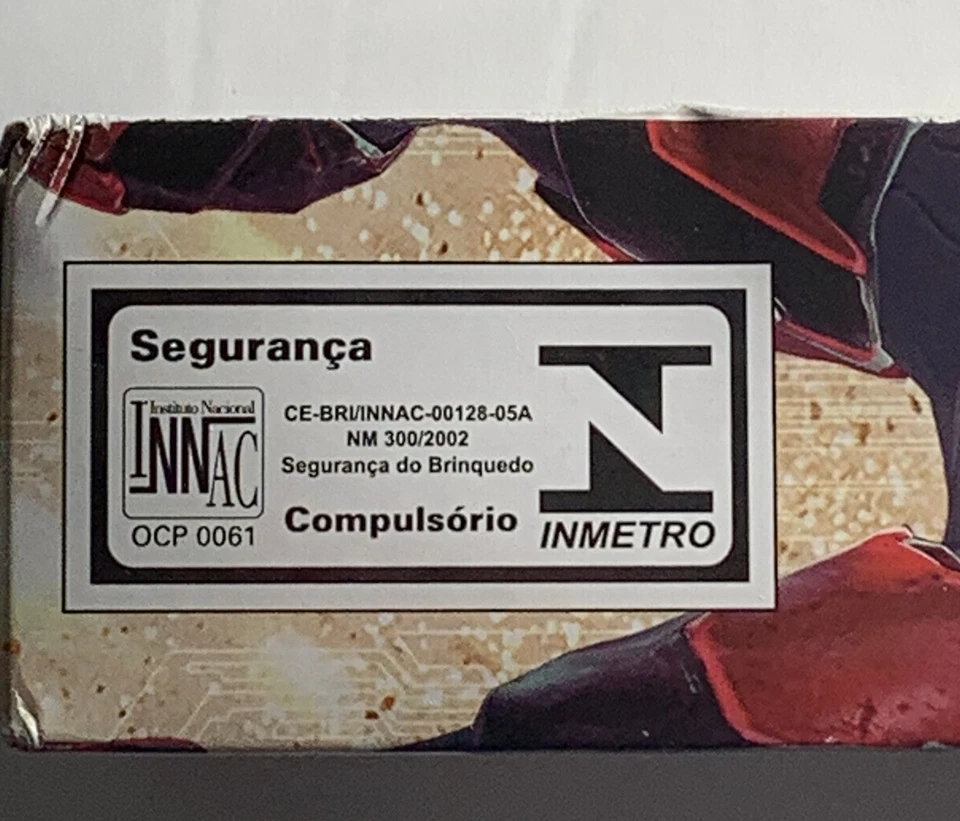 Segurança
Instituto Nacional
INNAC
OCP 0061
CE-BRI/INNAC-00128-05A
NM 300/2002
Segurança do Brinquedo
Compulsório
INMETRO